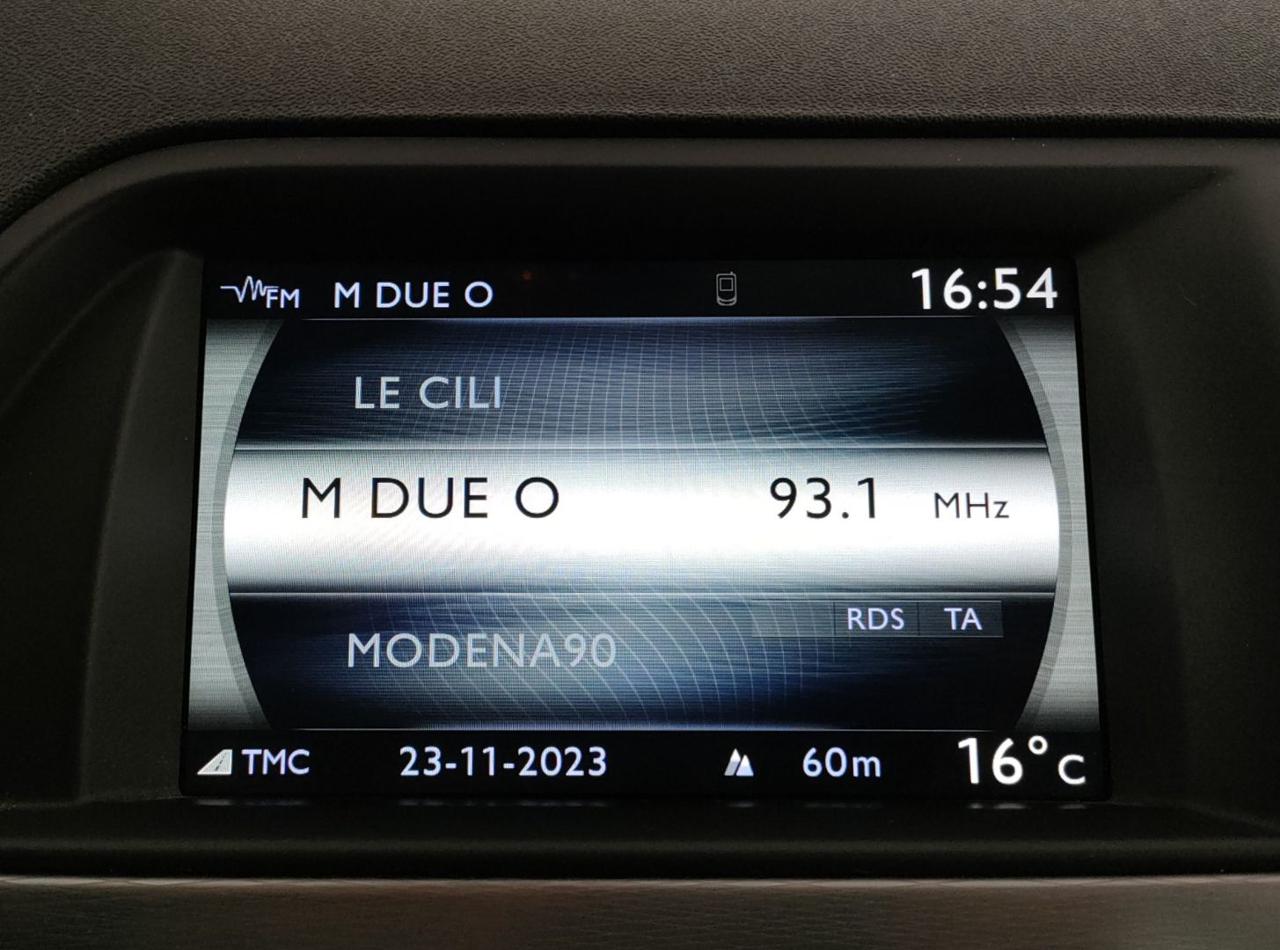 FM M DUE O 16:54
LE CILI
M DUE O 93.1 MHz
RDS TA
MODENA90
TMC 23-11-2023 60m 16°C